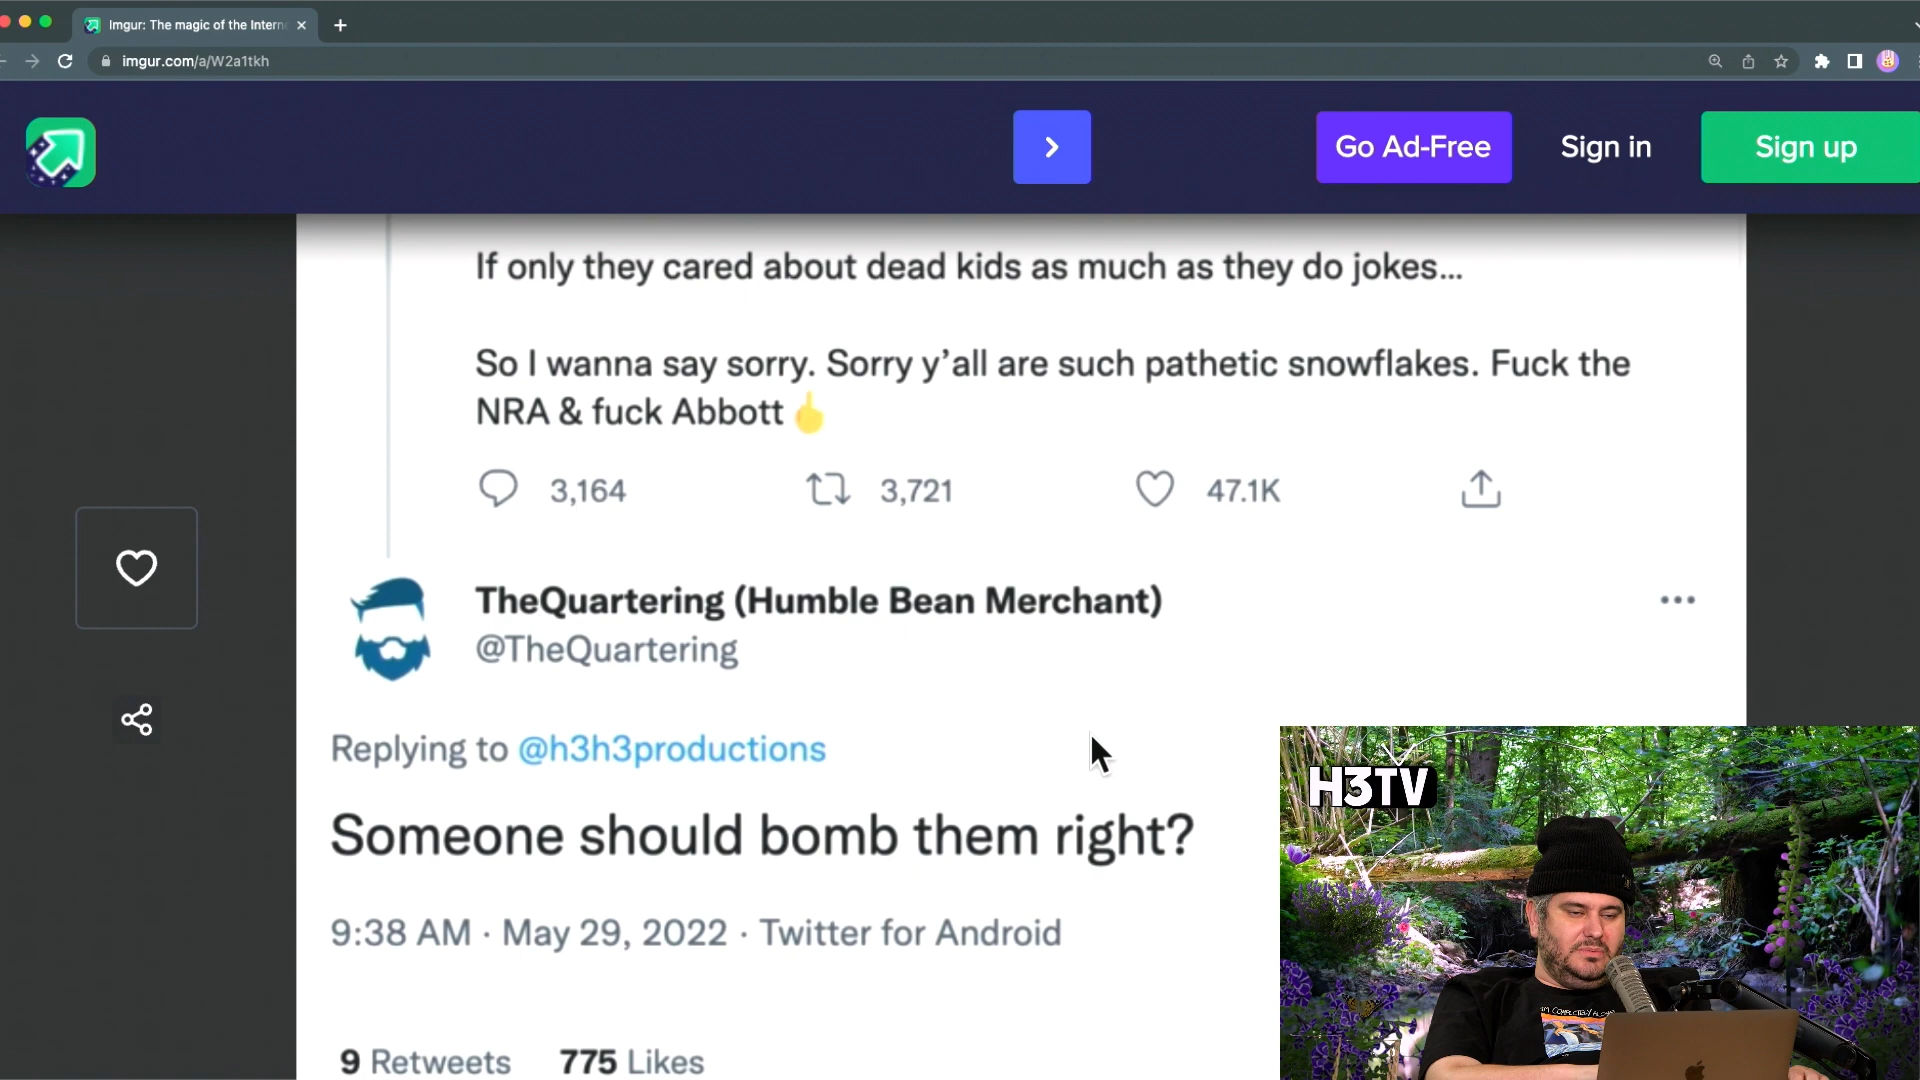 Imgur: The magic of the Intern
imgur.com/a/W2a1tkh
Go Ad-Free
Sign in
Sign up
If only they cared about dead kids as much as they do jokes...
So I wanna say sorry. Sorry y’all are such pathetic snowflakes. Fuck the
NRA & fuck Abbott
3,164
3,721
47.1K
TheQuartering (Humble Bean Merchant)
@TheQuartering
Replying to @h3h3productions
Someone should bomb them right?
9:38 AM · May 29, 2022 · Twitter for Android
9 Retweets
775 Likes
H3TV
I'M COMPLETELY ALONE